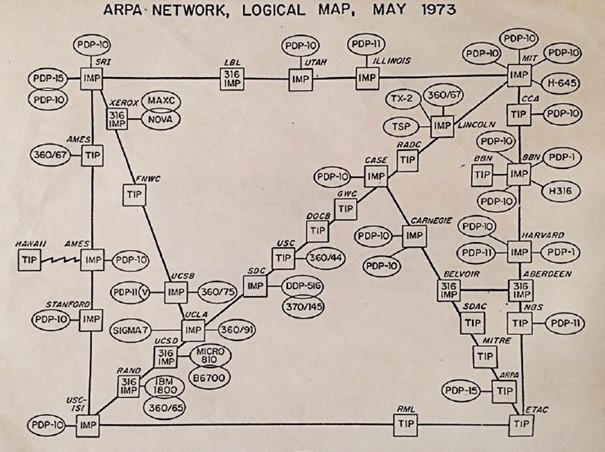 ARPA NETWORK, LOGICAL MAP, MAY 1973
PDP-10
SRI
PDP-15
IMP
PDP-10
LBL
316
IMP
PDP-10
UTAH
IMP
PDP-11
ILLINOIS
IMP
PDP-10
PDP-10
PDP-10
MIT
IMP
H-645
XEROX
316
IMP
MAXC
NOVA
TX-2
360/67
TSP
IMP
LINCOLN
CCA
TIP
PDP-10
AMES
360/67
TIP
FNWC
TIP
RADC
TIP
CASE
PDP-10
IMP
GWC
TIP
PDP-10
BBN
TIP
BBN
IMP
PDP-1
H316
PDP-10
HAWAII
TIP
AMES
IMP
PDP-10
DOCB
TIP
USC
TIP
360/44
CARNEGIE
PDP-10
IMP
PDP-10
HARVARD
PDP-10
IMP
PDP-11
PDP-1
UCSB
PDP-11
V
IMP
360/75
SDC
IMP
DDP-516
370/145
BELVOIR
316
IMP
ABERDEEN
316
IMP
STANFORD
PDP-10
IMP
UCLA
SIGMA 7
IMP
360/91
SDAC
TIP
NBS
TIP
PDP-11
UCSD
316
IMP
MICRO
810
B6700
MITRE
TIP
RAND
316
IMP
IBM
1800
360/65
ARPA
PDP-15
TIP
USC-
ISI
PDP-10
IMP
RML
TIP
ETAC
TIP